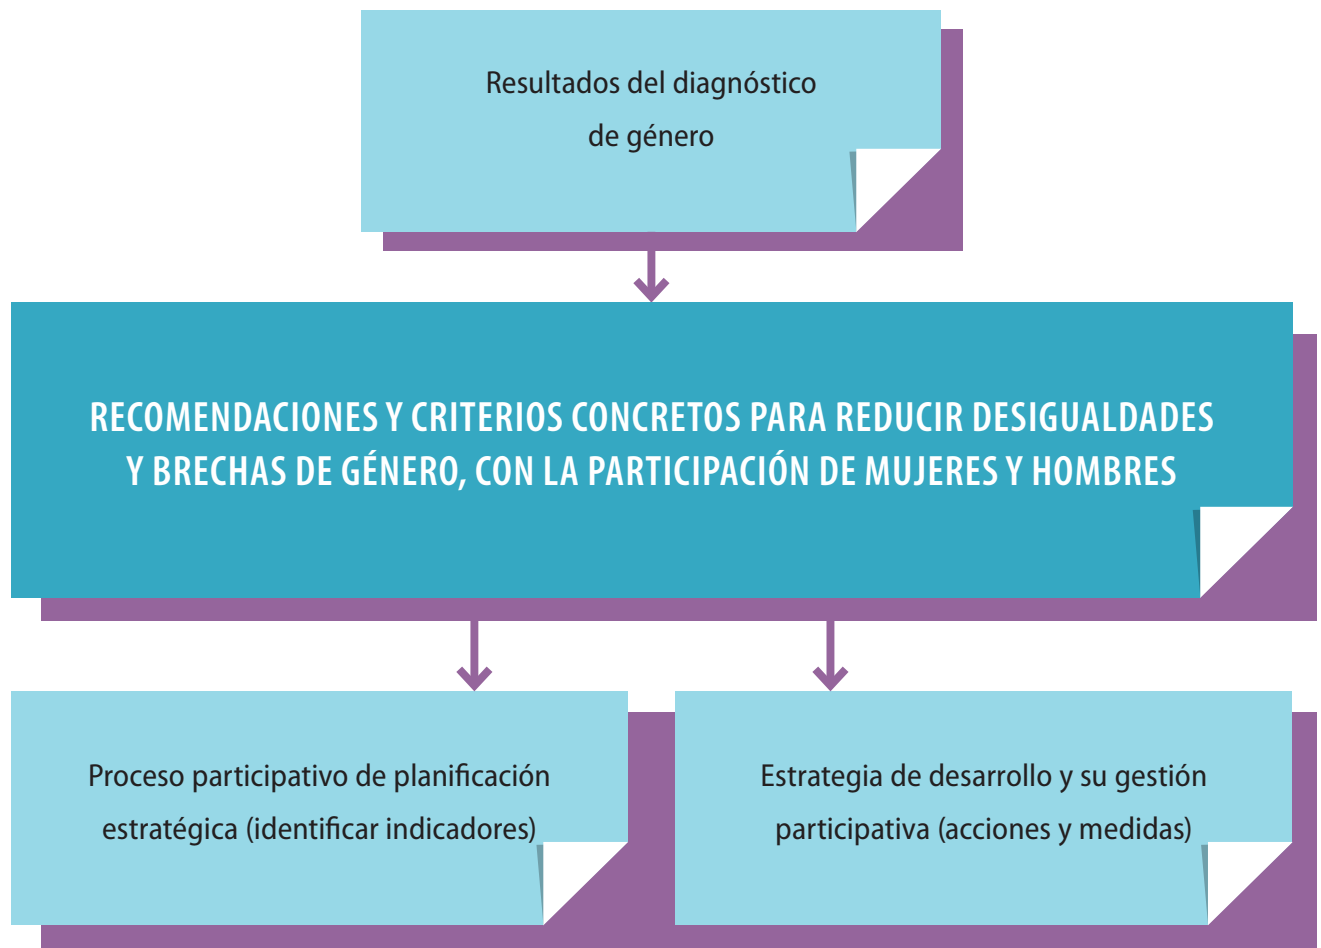 Resultados del diagnóstico
de género
RECOMENDACIONES Y CRITERIOS CONCRETOS PARA REDUCIR DESIGUALDADES
Y BRECHAS DE GÉNERO, CON LA PARTICIPACIÓN DE MUJERES Y HOMBRES
Proceso participativo de planificación
estratégica (identificar indicadores)
Estrategia de desarrollo y su gestión
participativa (acciones y medidas)